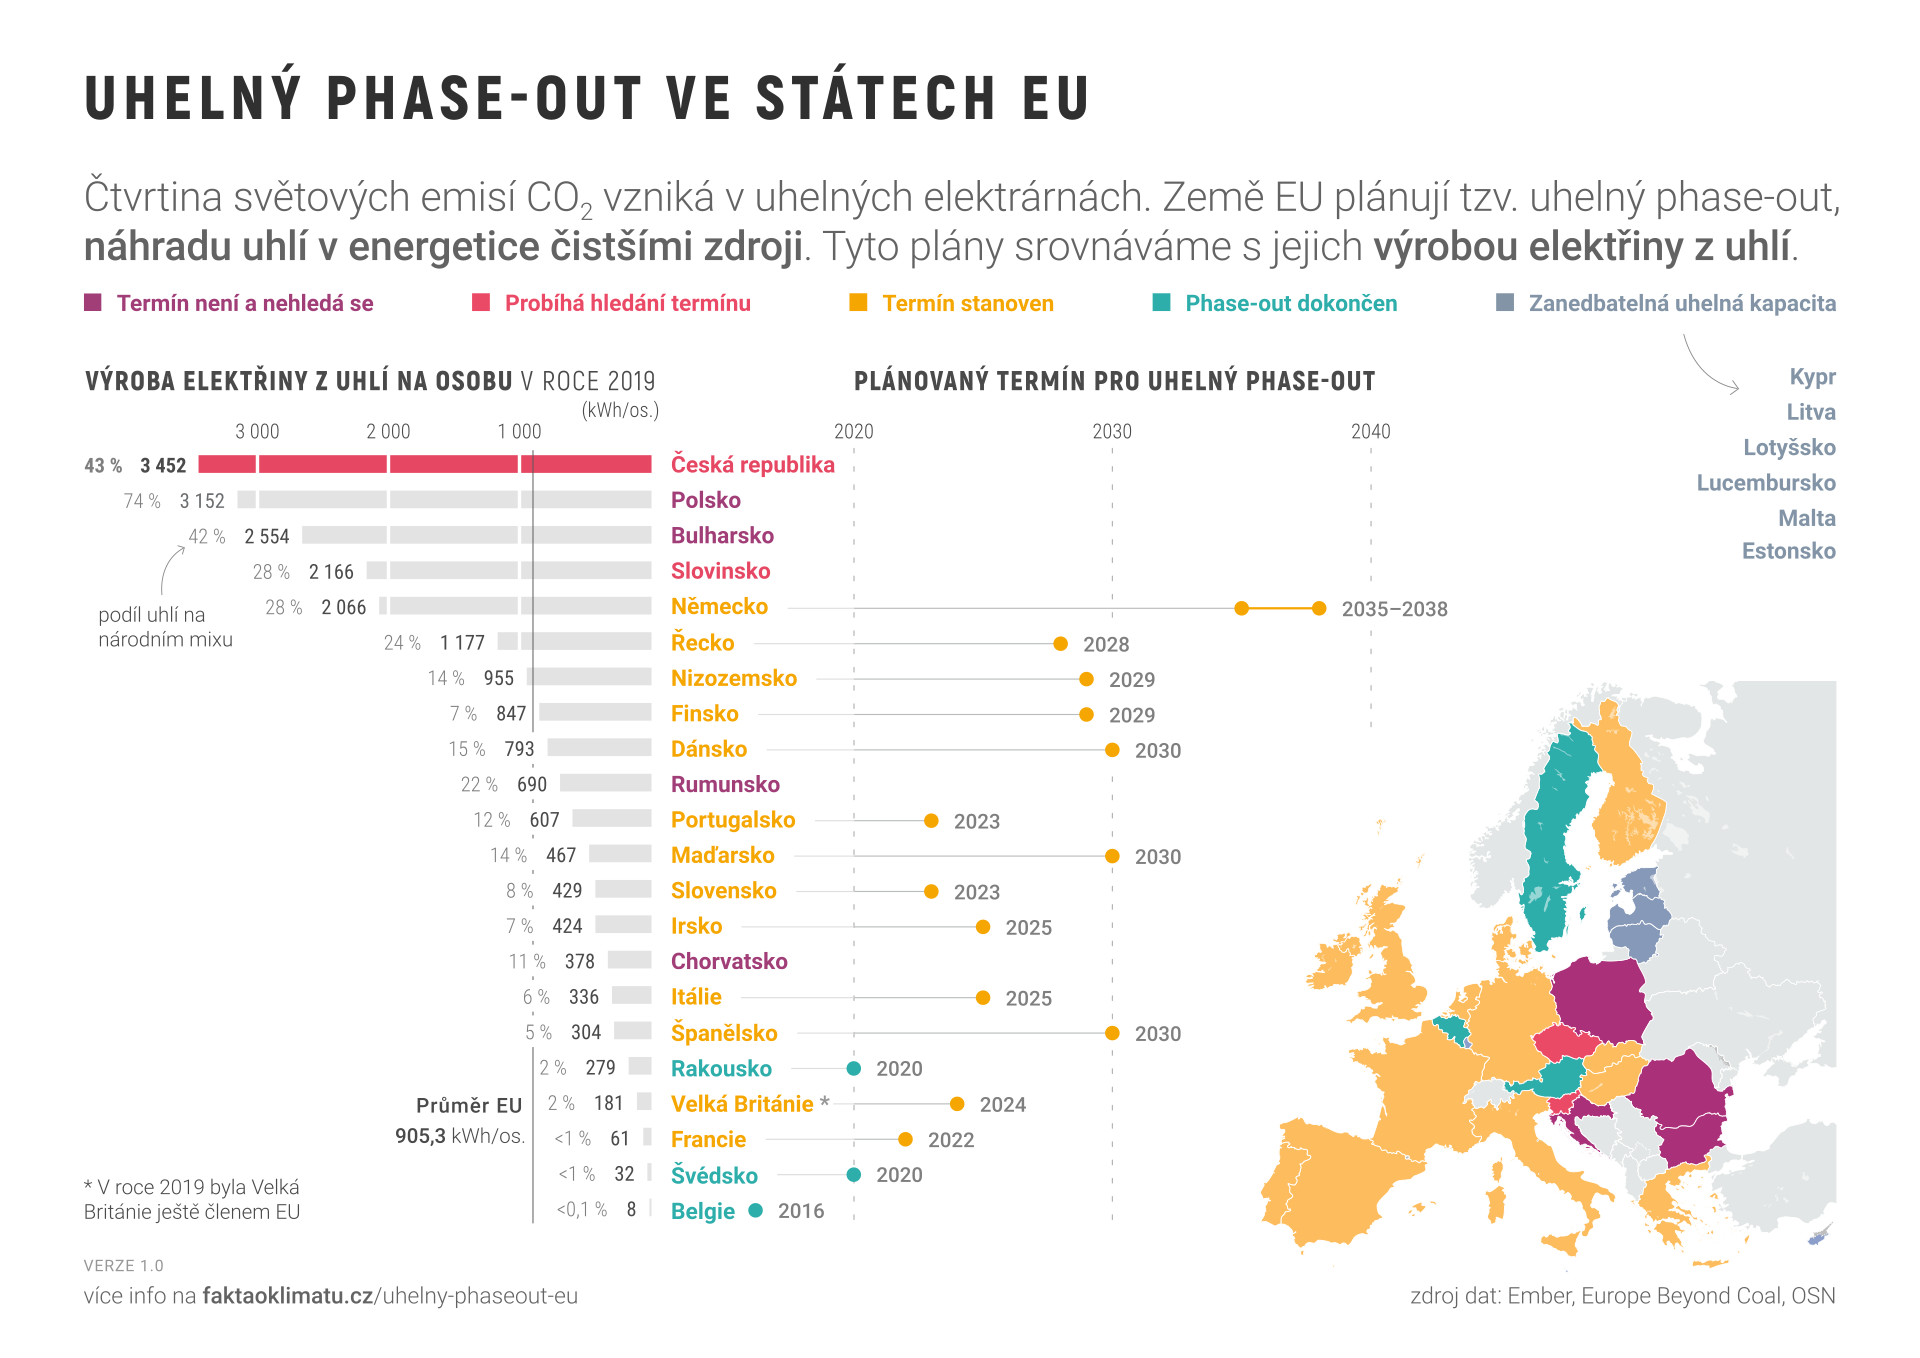 UHELNÝ PHASE-OUT VE STÁTECH EU
Čtvrtina světových emisí CO₂ vzniká v uhelných elektrárnách. Země EU plánují tzv. uhelný phase-out,
náhradu uhlí v energetice čistšími zdroji. Tyto plány srovnáváme s jejich výrobou elektřiny z uhlí.
Termín není a nehledá se
Probíhá hledání termínu
Termín stanoven
Phase-out dokončen
Zanedbatelná uhelná kapacita
Kypr
Litva
Lotyšsko
Lucembursko
Malta
Estonsko
VÝROBA ELEKTŘINY Z UHLÍ NA OSOBU V ROCE 2019
(kWh/os.)
PLÁNOVANÝ TERMÍN PRO UHELNÝ PHASE-OUT
3 000 2 000 1 000 2020 2030 2040
43 % 3 452 Česká republika
74 % 3 152 Polsko
42 % 2 554 Bulharsko
28 % 2 166 Slovinsko
28 % 2 066 Německo 2035–2038
24 % 1 177 Řecko 2028
14 % 955 Nizozemsko 2029
7 % 847 Finsko 2029
15 % 793 Dánsko 2030
22 % 690 Rumunsko
12 % 607 Portugalsko 2023
14 % 467 Maďarsko 2030
8 % 429 Slovensko 2023
7 % 424 Irsko 2025
11 % 378 Chorvatsko
6 % 336 Itálie 2025
5 % 304 Španělsko 2030
2 % 279 Rakousko 2020
2 % 181 Velká Británie * 2024
<1 % 61 Francie 2022
<1 % 32 Švédsko 2020
<0,1 % 8 Belgie 2016
podíl uhlí na
národním mixu
Průměr EU
905,3 kWh/os.
* V roce 2019 byla Velká
Británie ještě členem EU
VERZE 1.0
více info na faktaoklimatu.cz/uhelny-phaseout-eu
zdroj dat: Ember, Europe Beyond Coal, OSN